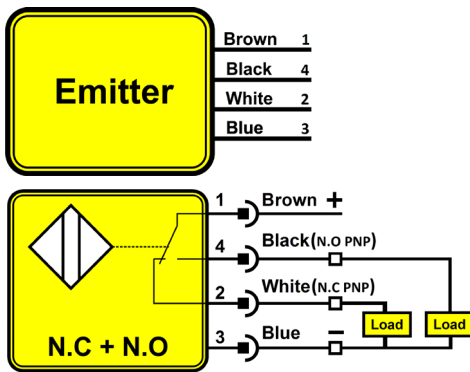 Emitter
Brown 1
Black 4
White 2
Blue 3
1 Brown +
4 Black(N.O PNP)
2 White(N.C PNP)
Load Load
3 Blue −
N.C + N.O